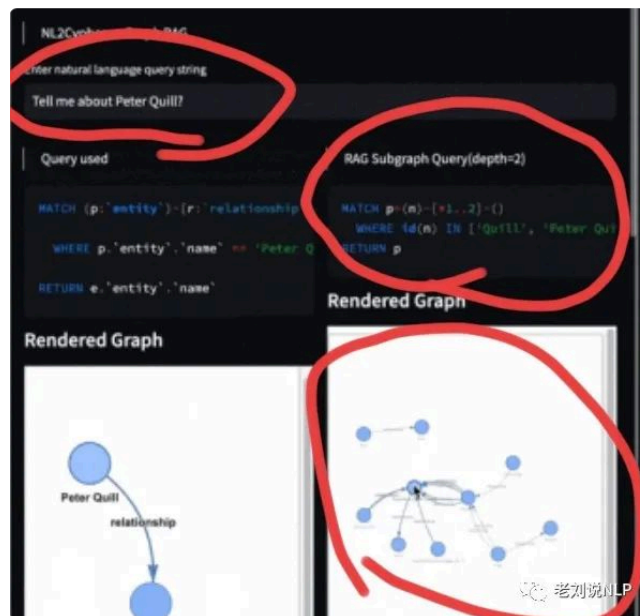 Enter natural language query string
Tell me about Peter Quill?
Query used
MATCH (p:`entity`)-[r:`relationship
WHERE p.`entity`.`name` == 'Peter Q
RETURN e.`entity`.`name`
Rendered Graph
Peter Quill
relationship
RAG Subgraph Query(depth=2)
MATCH p=(n)-[*1..2]-()
WHERE id(n) IN ['Quill', 'Peter Qui
RETURN p
Rendered Graph
老刘说NLP